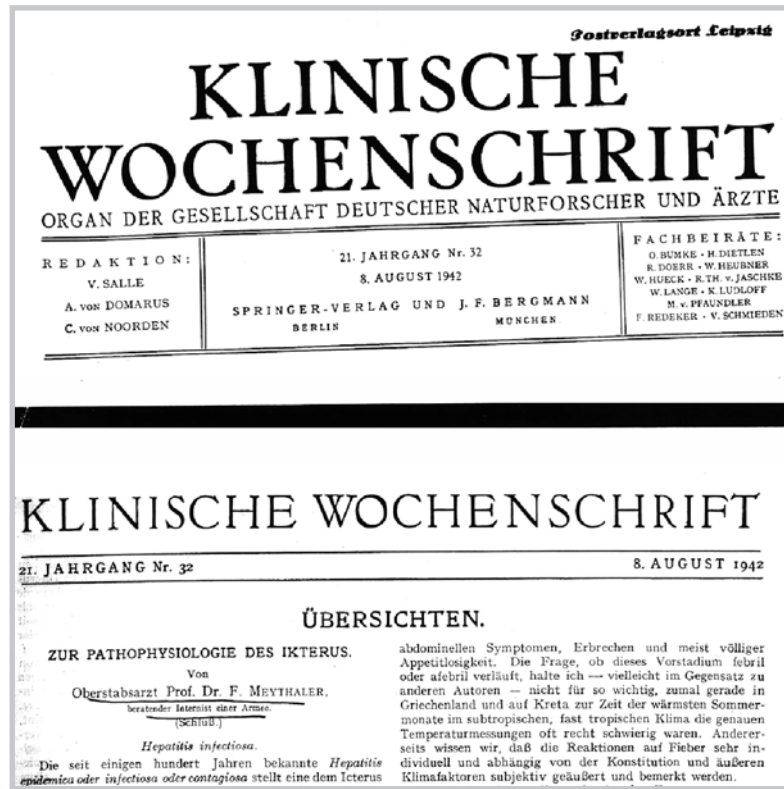 Postverlagsort Leipzig
KLINISCHE
WOCHENSCHRIFT
ORGAN DER GESELLSCHAFT DEUTSCHER NATURFORSCHER UND ÄRZTE
REDAKTION:
V. SALLE
A. VON DOMARUS
C. VON NOORDEN
21. JAHRGANG Nr. 32
8. AUGUST 1942
SPRINGER-VERLAG UND J. F. BERGMANN
BERLIN MÜNCHEN
FACHBEIRÄTE:
O. BUMKE · H. DIETLEN
R. DOERR · W. HEUBNER
W. HUECK · R. TH. v. JASCHKE
W. LANGE · K. LUDLOFF
M. v. PFAUNDLER
F. REDEKER · V. SCHMIEDEN
KLINISCHE WOCHENSCHRIFT
21. JAHRGANG Nr. 32 8. AUGUST 1942
ÜBERSICHTEN.
ZUR PATHOPHYSIOLOGIE DES IKTERUS.
Von
Oberstabsarzt Prof. Dr. F. MEYTHALER,
beratender Internist einer Armee.
(Schluß.)
Hepatitis infectiosa.
Die seit einigen hundert Jahren bekannte Hepatitis
epidemica oder infectiosa oder contagiosa stellt eine dem Icterus
abdominellen Symptomen, Erbrechen und meist völliger
Appetitlosigkeit. Die Frage, ob dieses Vorstadium febril
oder afebril verläuft, halte ich — vielleicht im Gegensatz zu
anderen Autoren — nicht für so wichtig, zumal gerade in
Griechenland und auf Kreta zur Zeit der wärmsten Sommer-
monate im subtropischen, fast tropischen Klima die genauen
Temperaturmessungen oft recht schwierig waren. Anderer-
seits wissen wir, daß die Reaktionen auf Fieber sehr in-
dividuell und abhängig von der Konstitution und äußeren
Klimafaktoren subjektiv geäußert und bemerkt werden.